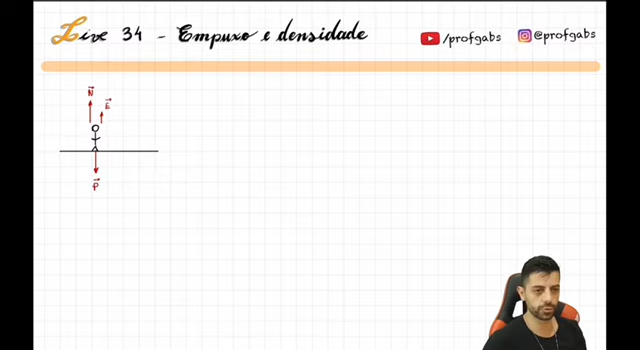 Live 34 - Empuxo e densidade
/profgabs
@profgabs
N
E
P